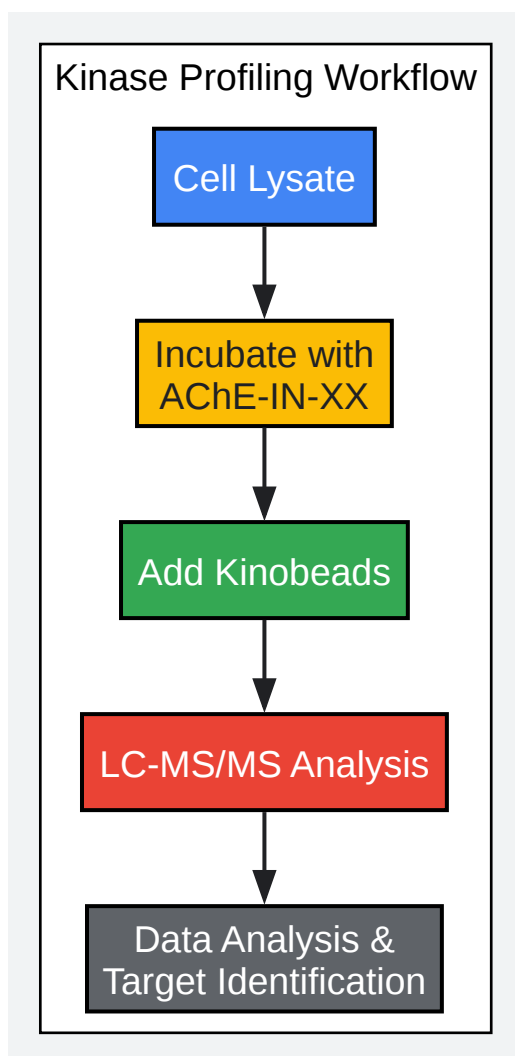 Kinase Profiling Workflow
Cell Lysate
Incubate with
AChE-IN-XX
Add Kinobeads
LC-MS/MS Analysis
Data Analysis &
Target Identification